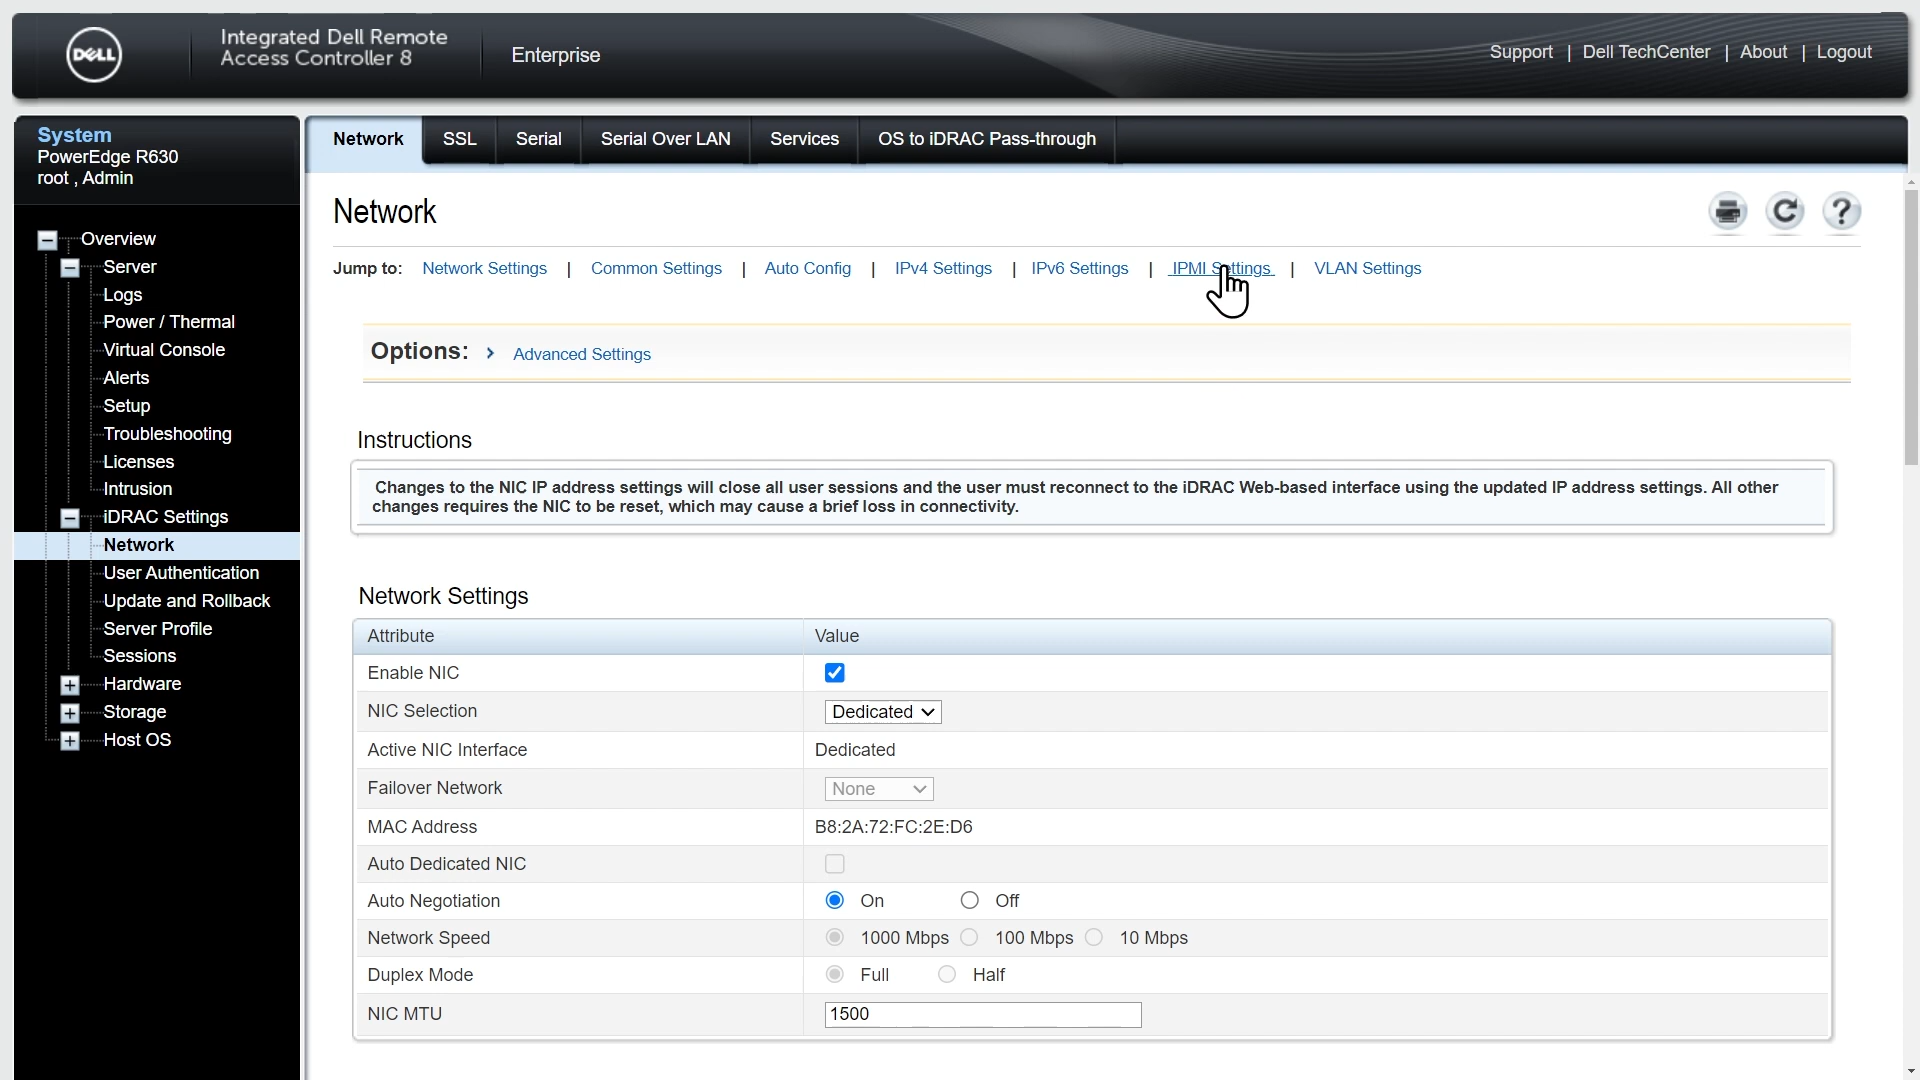 DELL
Integrated Dell Remote
Access Controller 8
Enterprise
Support | Dell TechCenter | About | Logout
System
PowerEdge R630
root , Admin
Overview
Server
Logs
Power / Thermal
Virtual Console
Alerts
Setup
Troubleshooting
Licenses
Intrusion
iDRAC Settings
Network
User Authentication
Update and Rollback
Server Profile
Sessions
Hardware
Storage
Host OS
Network SSL Serial Serial Over LAN Services OS to iDRAC Pass-through
Network
Jump to: Network Settings | Common Settings | Auto Config | IPv4 Settings | IPv6 Settings | IPMI Settings | VLAN Settings
Options: Advanced Settings
Instructions
Changes to the NIC IP address settings will close all user sessions and the user must reconnect to the iDRAC Web-based interface using the updated IP address settings. All other
changes requires the NIC to be reset, which may cause a brief loss in connectivity.
Network Settings
Attribute Value
Enable NIC
NIC Selection Dedicated
Active NIC Interface Dedicated
Failover Network None
MAC Address B8:2A:72:FC:2E:D6
Auto Dedicated NIC
Auto Negotiation On Off
Network Speed 1000 Mbps 100 Mbps 10 Mbps
Duplex Mode Full Half
NIC MTU 1500